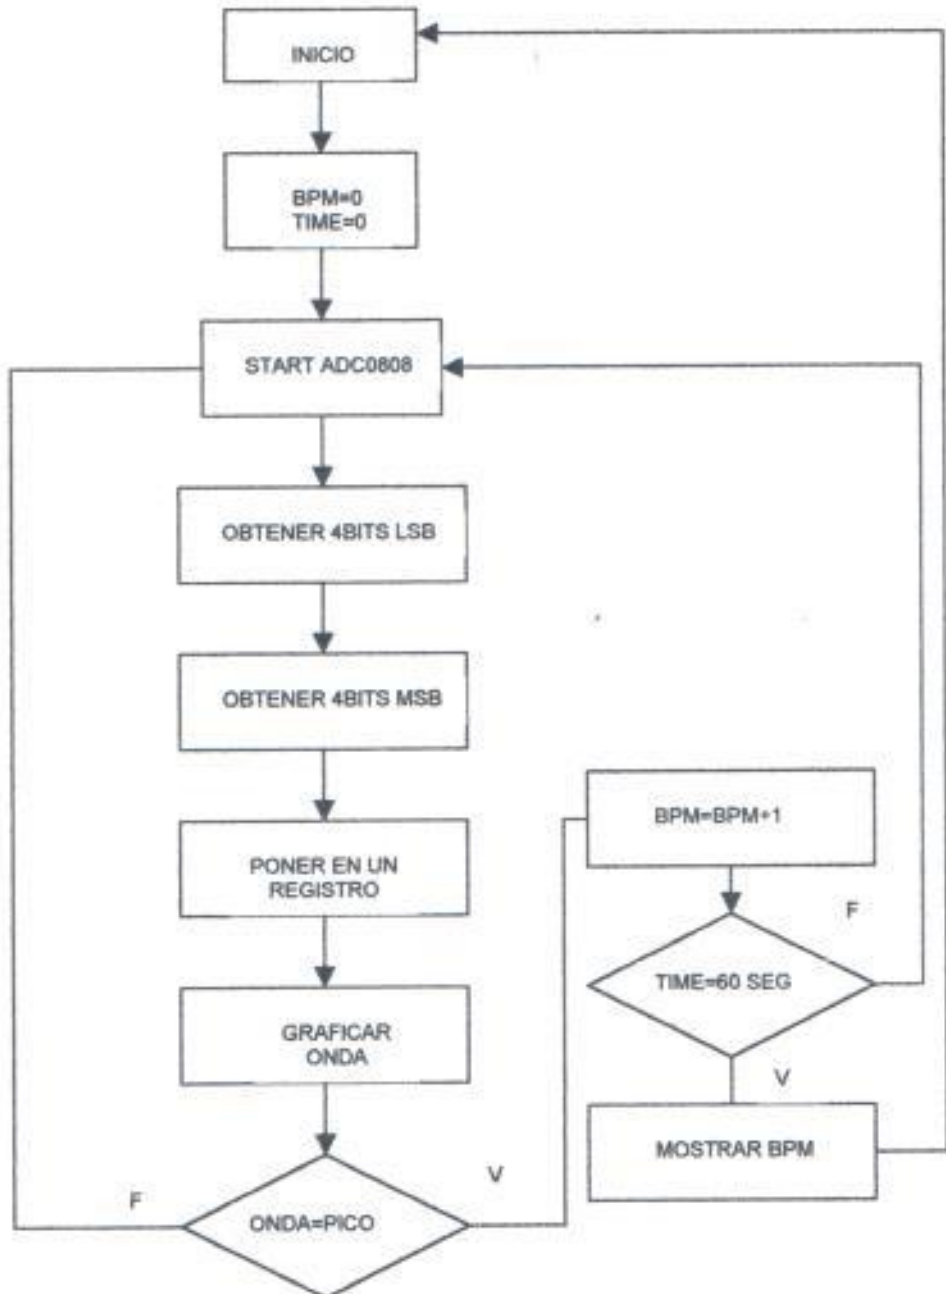 INICIO
BPM=0
TIME=0
START ADC0808
OBTENER 4BITS LSB
OBTENER 4BITS MSB
PONER EN UN
REGISTRO
GRAFICAR
ONDA
F
ONDA=PICO
V
BPM=BPM+1
F
TIME=60 SEG
V
MOSTRAR BPM